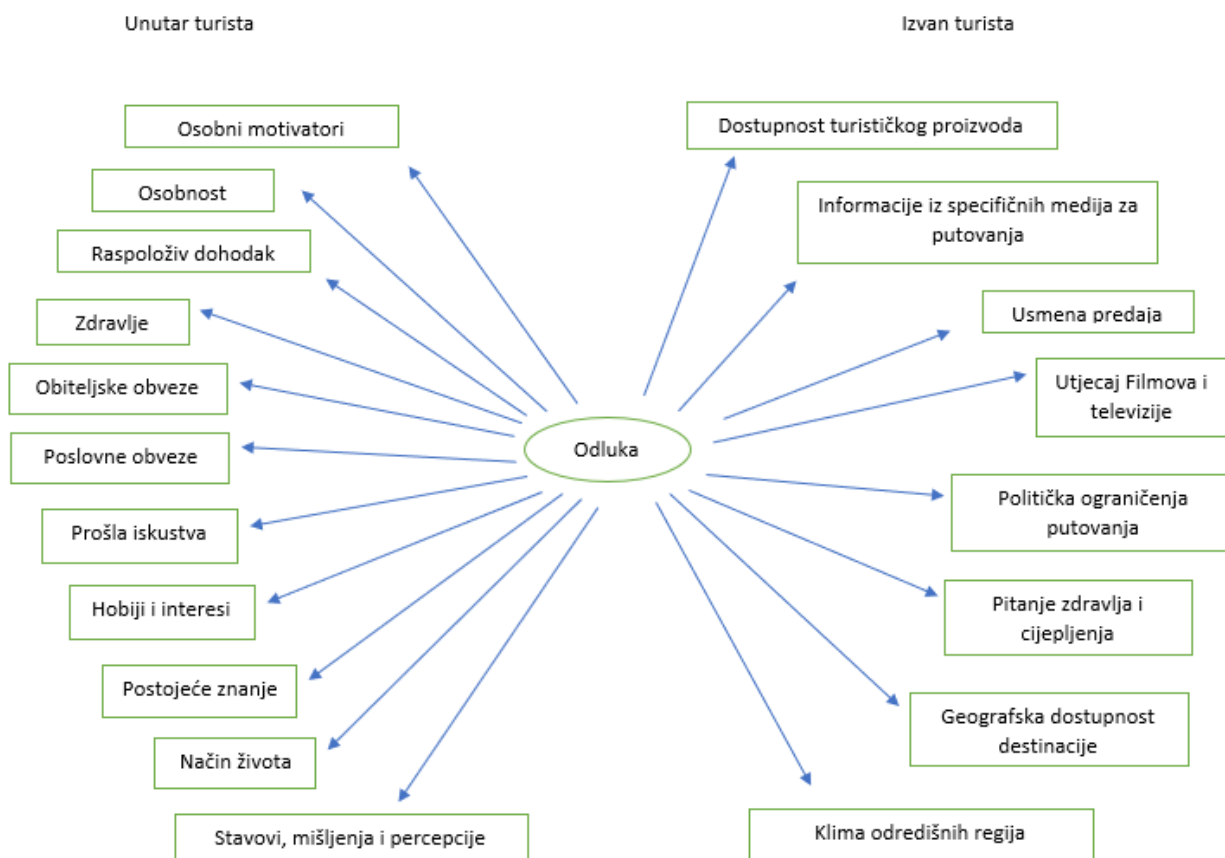 Unutar turista
Izvan turista
Osobni motivatori
Osobnost
Raspoloživ dohodak
Zdravlje
Obiteljske obveze
Poslovne obveze
Prošla iskustva
Hobiji i interesi
Postojeće znanje
Način života
Stavovi, mišljenja i percepcije
Odluka
Dostupnost turističkog proizvoda
Informacije iz specifičnih medija za
putovanja
Usmena predaja
Utjecaj Filmova i
televizije
Politička ograničenja
putovanja
Pitanje zdravlja i
cijepljenja
Geografska dostupnost
destinacije
Klima odredišnih regija